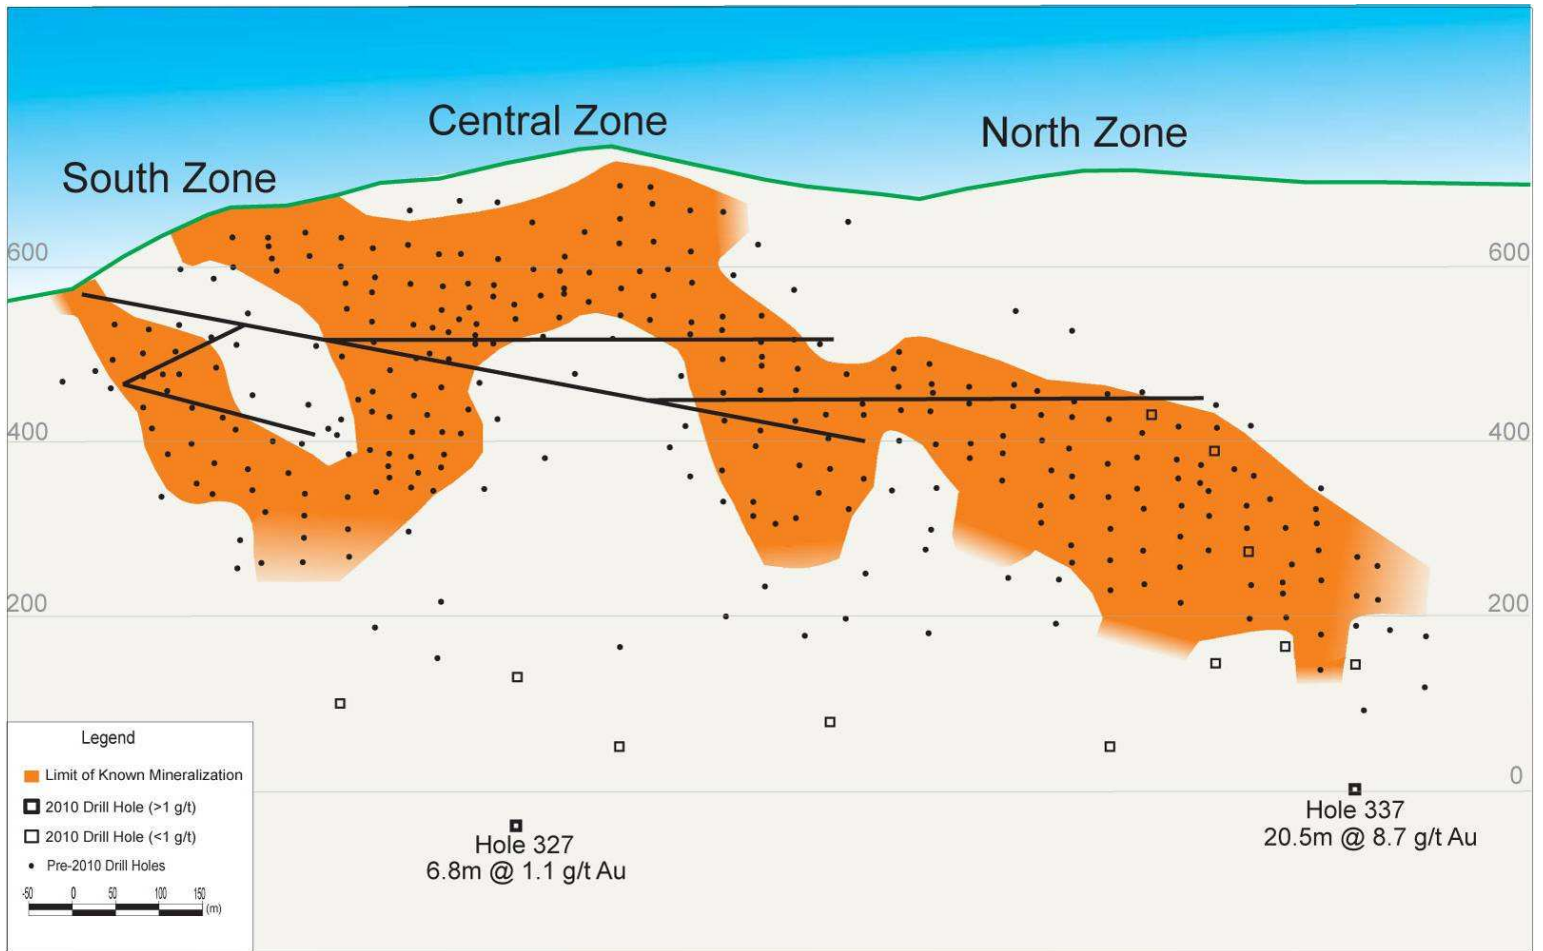 Central Zone
North Zone
South Zone
600
600
400
400
200
200
0
Hole 337
20.5m @ 8.7 g/t Au
Hole 327
6.8m @ 1.1 g/t Au
Legend
Limit of Known Mineralization
2010 Drill Hole (>1 g/t)
2010 Drill Hole (<1 g/t)
Pre-2010 Drill Holes
-50 0 50 100 150
(m)